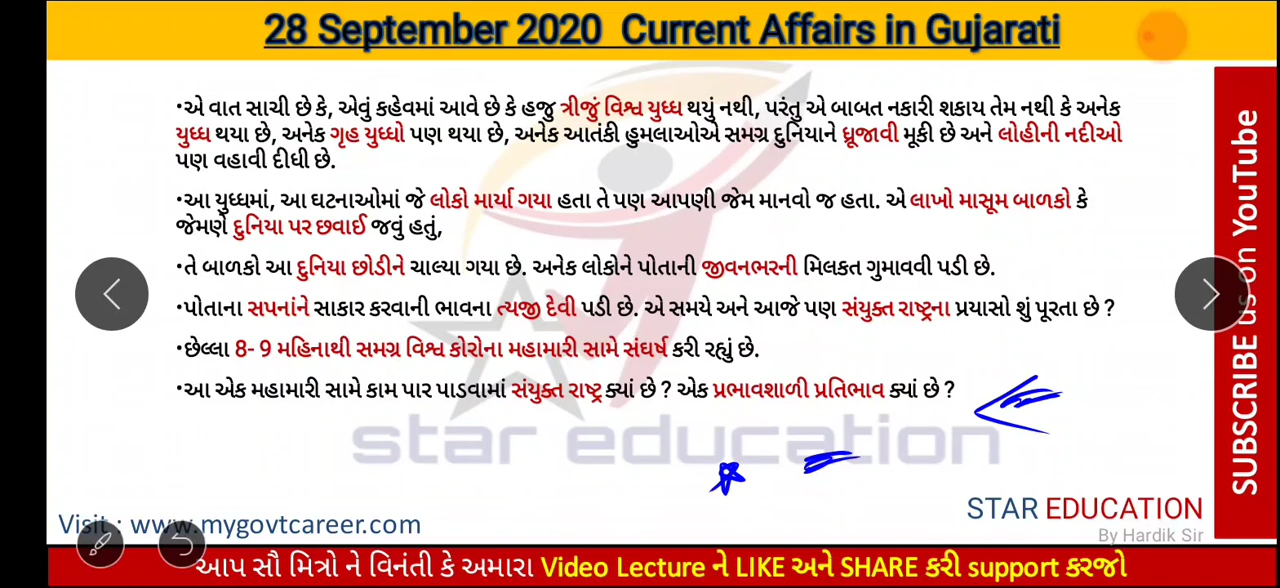 28 September 2020 Current Affairs in Gujarati
•એ વાત સાચી છે કે, એવું કહેવમાં આવે છે કે હજુ ત્રીજું વિશ્વ યુધ્ધ થયું નથી, પરંતુ એ બાબત નકારી શકાય તેમ નથી કે અનેક
યુધ્ધ થયા છે, અનેક ગૃહ યુધ્ધો પણ થયા છે, અનેક આતંકી હુમલાઓએ સમગ્ર દુનિયાને ધ્રૂજાવી મૂકી છે અને લોહીની નદીઓ
પણ વહાવી દીધી છે.
•આ યુધ્ધમાં, આ ઘટનાઓમાં જે લોકો માર્યા ગયા હતા તે પણ આપણી જેમ માનવો જ હતા. એ લાખો માસૂમ બાળકો કે
જેમણે દુનિયા પર છવાઈ જવું હતું,
•તે બાળકો આ દુનિયા છોડીને ચાલ્યા ગયા છે. અનેક લોકોને પોતાની જીવનભરની મિલકત ગુમાવવી પડી છે.
•પોતાના સપનાંને સાકાર કરવાની ભાવના ત્યજી દેવી પડી છે. એ સમયે અને આજે પણ સંયુક્ત રાષ્ટ્રના પ્રયાસો શું પૂરતા છે ?
•છેલ્લા 8- 9 મહિનાથી સમગ્ર વિશ્વ કોરોના મહામારી સામે સંઘર્ષ કરી રહ્યું છે.
•આ એક મહામારી સામે કામ પાર પાડવામાં સંયુક્ત રાષ્ટ્ર ક્યાં છે ? એક પ્રભાવશાળી પ્રતિભાવ ક્યાં છે ?
star education
STAR EDUCATION
By Hardik Sir
Visit : www.mygovtcareer.com
આપ સૌ મિત્રો ને વિનંતી કે અમારા Video Lecture ને LIKE અને SHARE કરી support કરજો
SUBSCRIBE us on YouTube